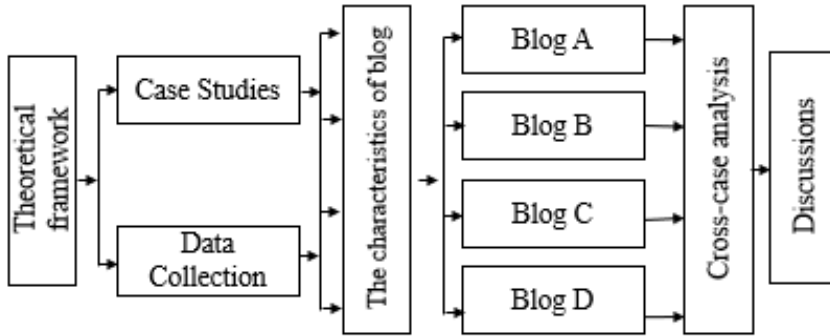 Theoretical
framework
Case Studies
Data
Collection
The characteristics of blog
Blog A
Blog B
Blog C
Blog D
Cross-case analysis
Discussions